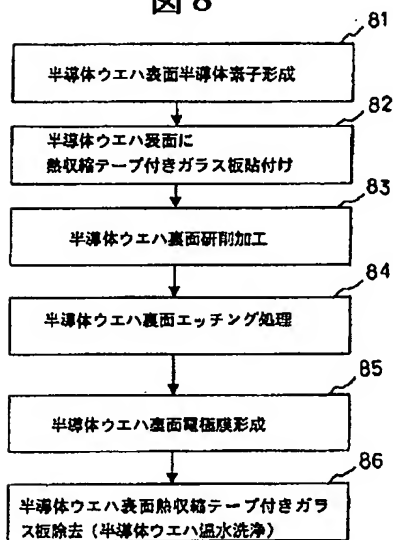 図8
81
半導体ウエハ表面半導体素子形成
82
半導体ウエハ表面に
熱収縮テープ付きガラス板貼付け
83
半導体ウエハ裏面研削加工
84
半導体ウエハ裏面エッチング処理
85
半導体ウエハ裏面電極膜形成
86
半導体ウエハ表面熱収縮テープ付きガラ
ス板除去(半導体ウエハ温水洗浄)